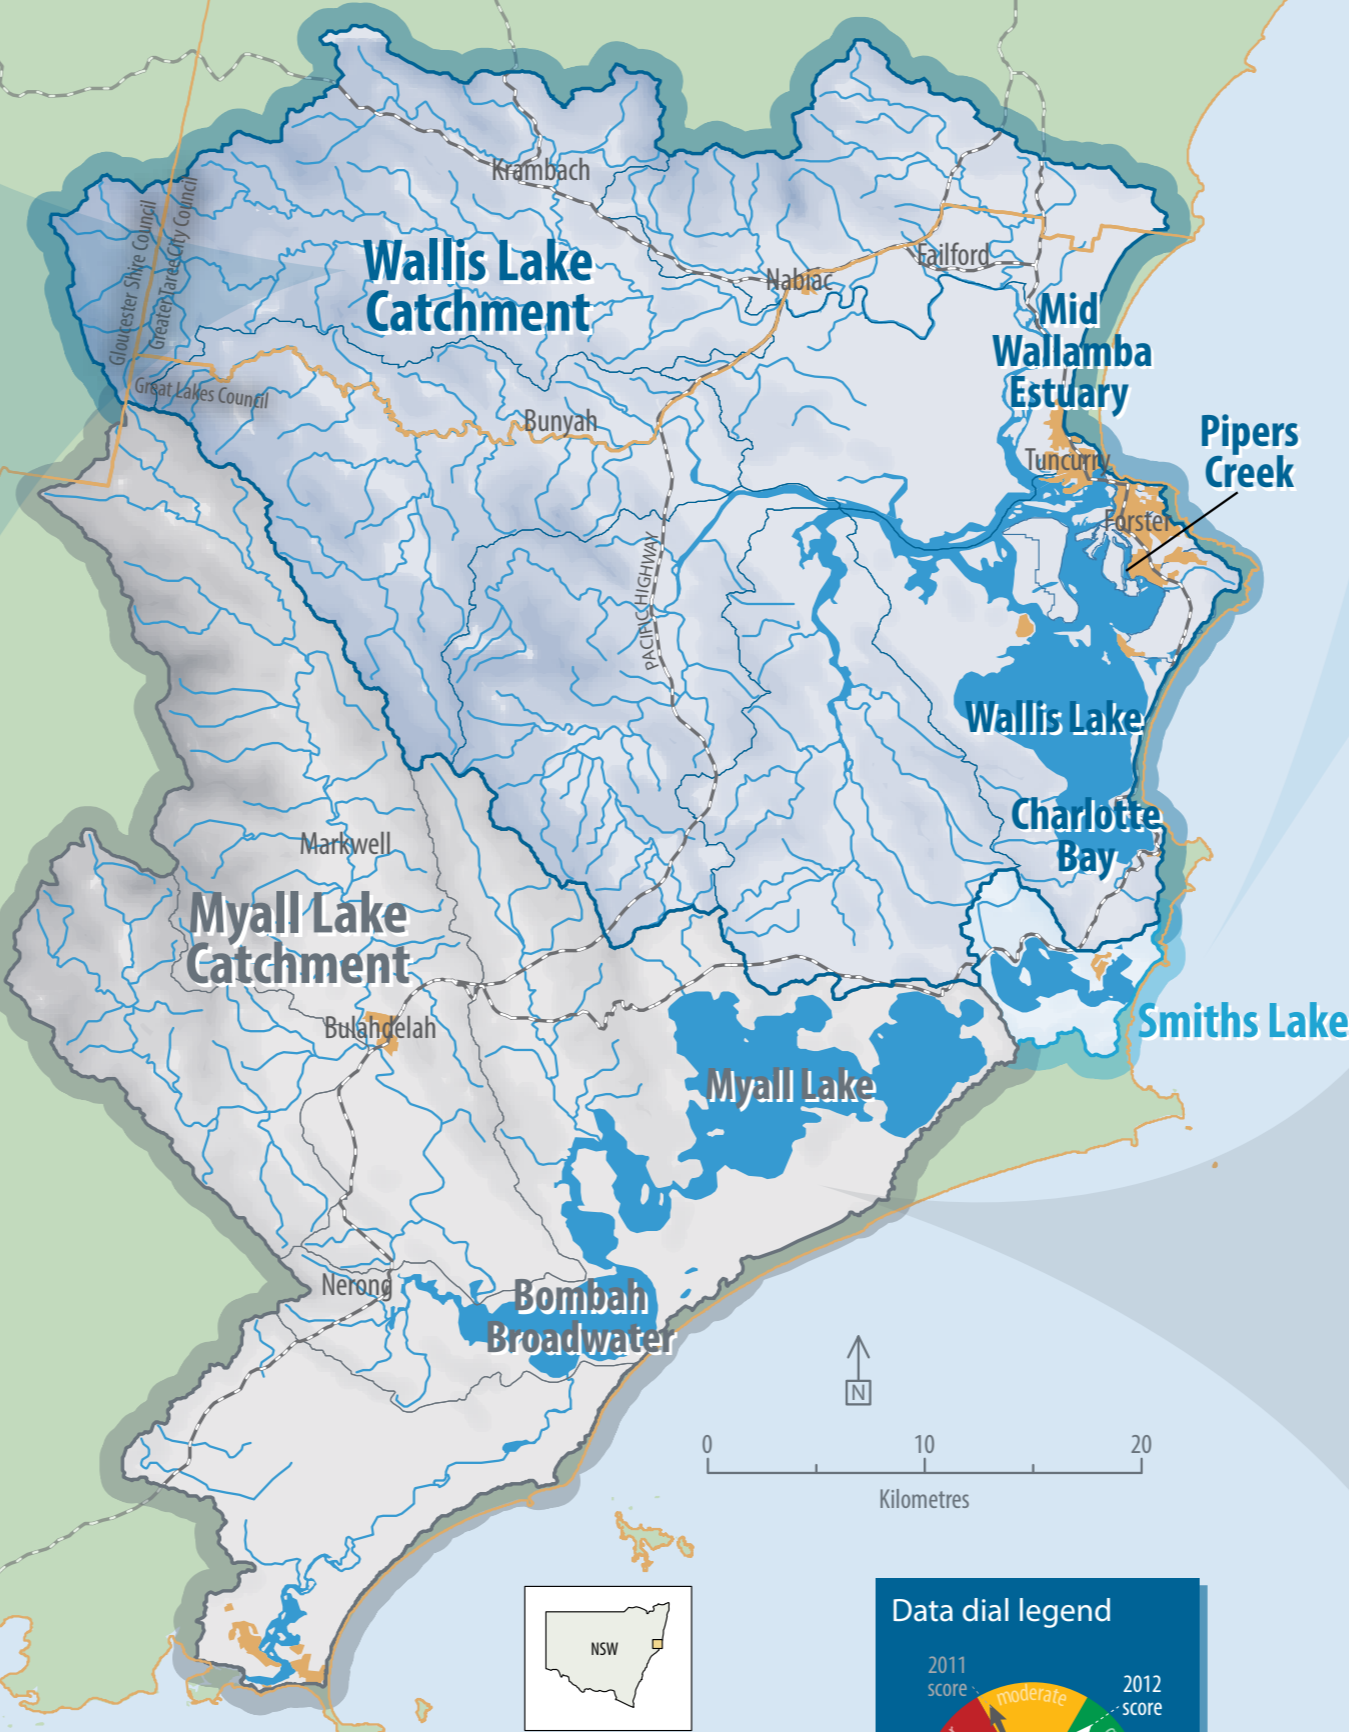 Krambach
Wallis Lake
Catchment
Gloucester Shire Council
Greater Taree City Council
Great Lakes Council
Nabiac
Failford
Mid
Wallamba
Estuary
Bunyah
Pipers
Creek
Tuncurry
Forster
PACIFIC HIGHWAY
Wallis Lake
Charlotte
Bay
Markwell
Myall Lake
Catchment
Bulahdelah
Smiths Lake
Myall Lake
Nerong
Bombah
Broadwater
N
0 10 20
Kilometres
NSW
Data dial legend
2011
score
moderate
2012
score